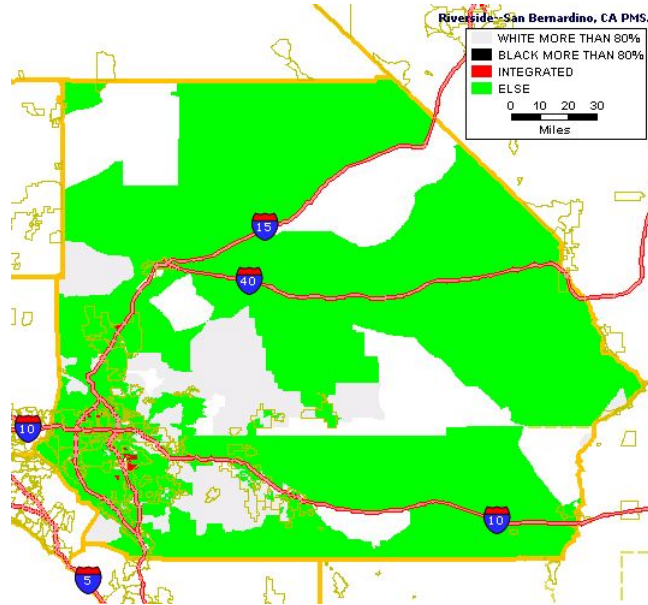 Riverside--San Bernardino, CA PMS.
WHITE MORE THAN 80%
BLACK MORE THAN 80%
INTEGRATED
ELSE
0 10 20 30
Miles
15
40
10
10
5